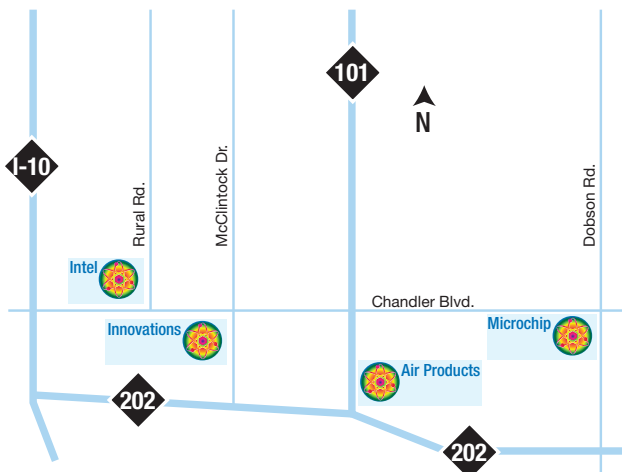 101
N
I-10
Rural Rd.
McClintock Dr.
Dobson Rd.
Intel
Chandler Blvd.
Innovations
Microchip
Air Products
202
202